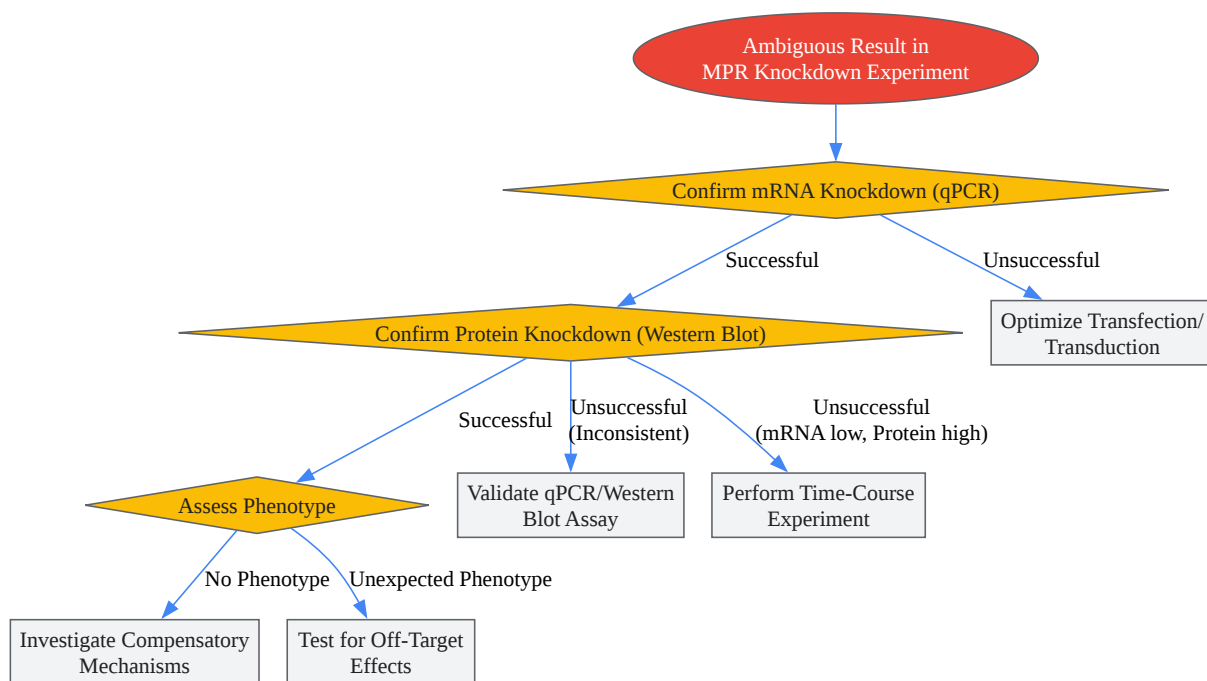 Ambiguous Result in
MPR Knockdown Experiment
Confirm mRNA Knockdown (qPCR)
Successful
Unsuccessful
Confirm Protein Knockdown (Western Blot)
Optimize Transfection/
Transduction
Successful
Unsuccessful
(Inconsistent)
Unsuccessful
(mRNA low, Protein high)
Assess Phenotype
Validate qPCR/Western
Blot Assay
Perform Time-Course
Experiment
No Phenotype
Unexpected Phenotype
Investigate Compensatory
Mechanisms
Test for Off-Target
Effects